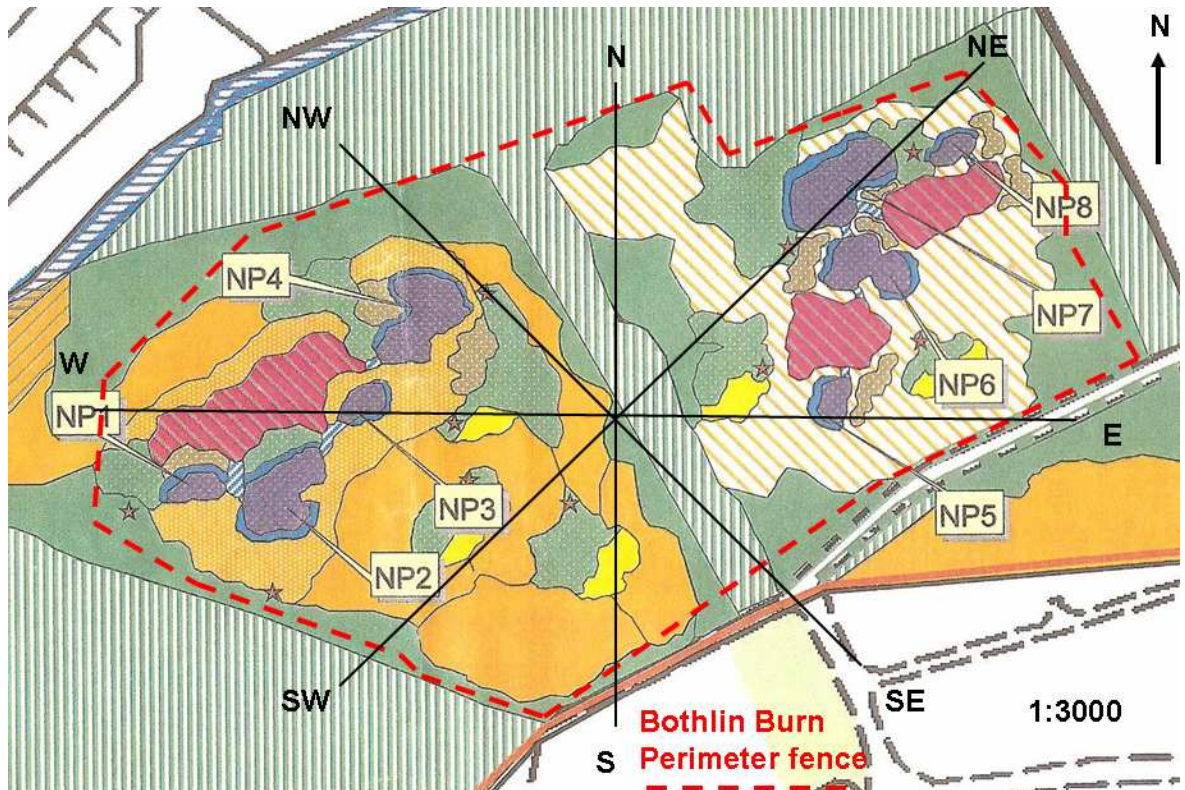 N
NE
N
NW
NP8
NP4
NP7
W
NP1
NP6
E
NP3
NP5
NP2
SW
SE
1:3000
Bothlin Burn
S
Perimeter fence